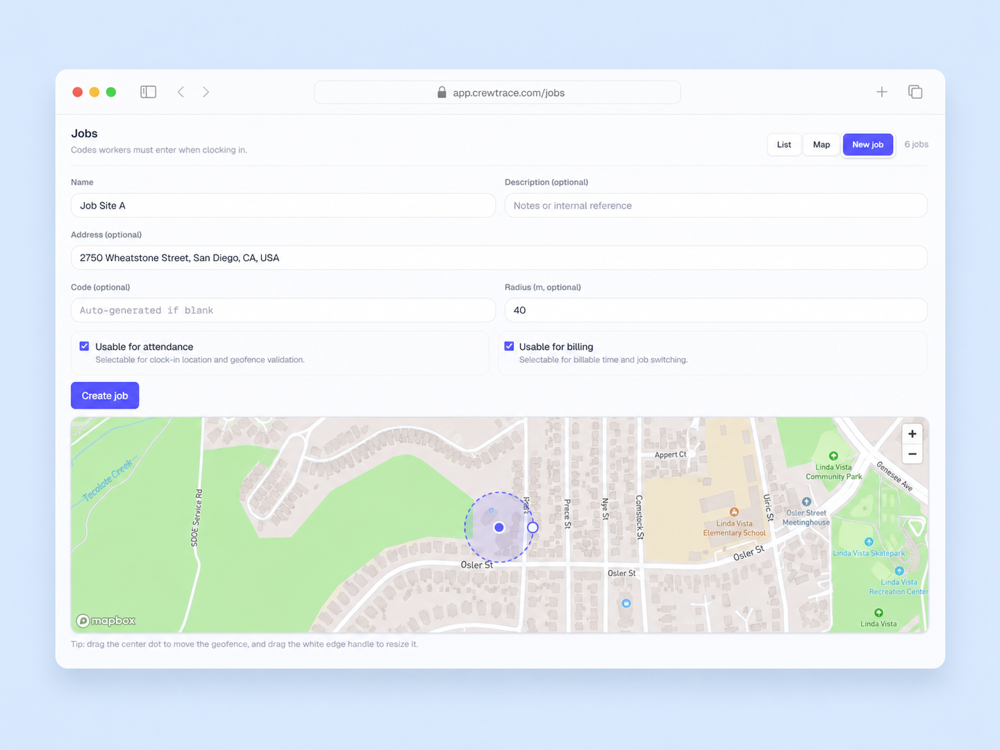 app.crewtrace.com/jobs
Jobs
Codes workers must enter when clocking in.
List
Map
New job
6 jobs
Name
Description (optional)
Job Site A
Notes or internal reference
Address (optional)
2750 Wheatstone Street, San Diego, CA, USA
Code (optional)
Radius (m, optional)
Auto-generated if blank
40
Usable for attendance
Selectable for clock-in location and geofence validation.
Usable for billing
Selectable for billable time and job switching.
Create job
+
−
Appert Ct
Linda Vista
Community Park
Genesee Ave
Tecolote Creek
SDOE Service Rd
Prece St
Nye St
Comstock St
Ulric St
Osler Street
Meetinghouse
Linda Vista
Elementary School
Osler St
Linda Vista Skatepark
Osler St
Osler St
Linda Vista
Recreation Center
mapbox
Linda Vista
Tip: drag the center dot to move the geofence, and drag the white edge handle to resize it.